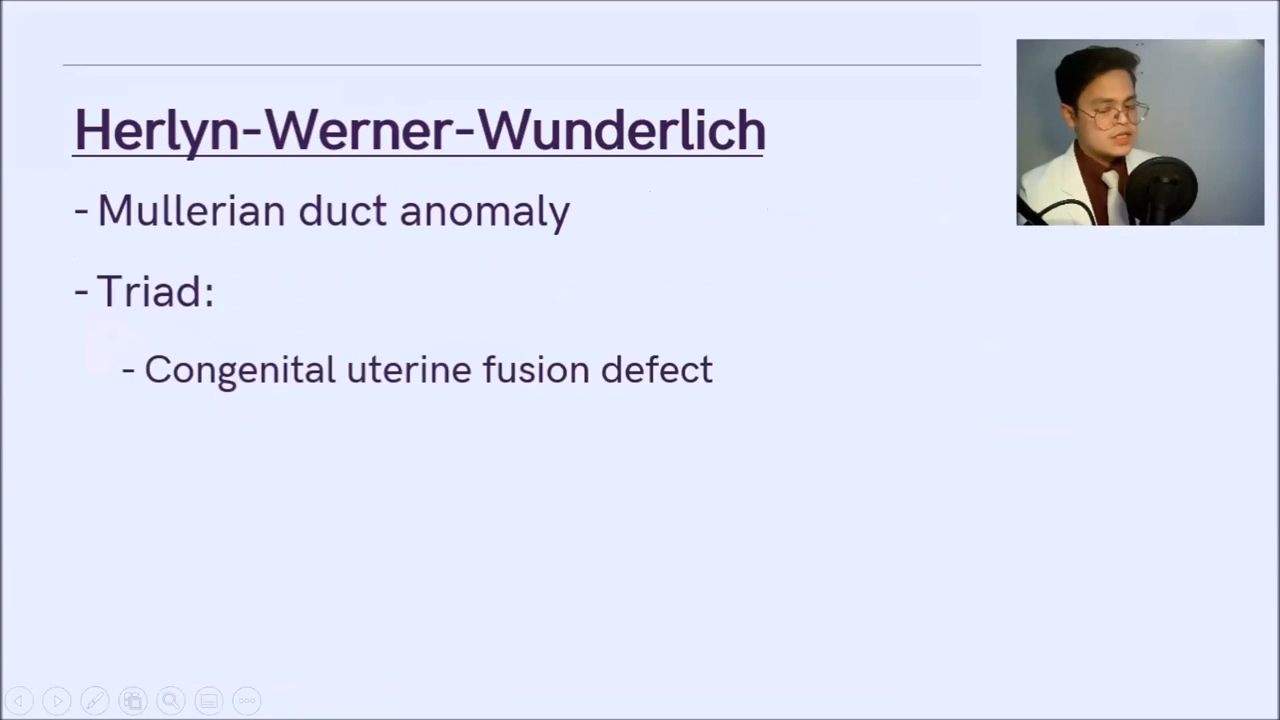 Herlyn-Werner-Wunderlich
- Mullerian duct anomaly
- Triad:
- Congenital uterine fusion defect